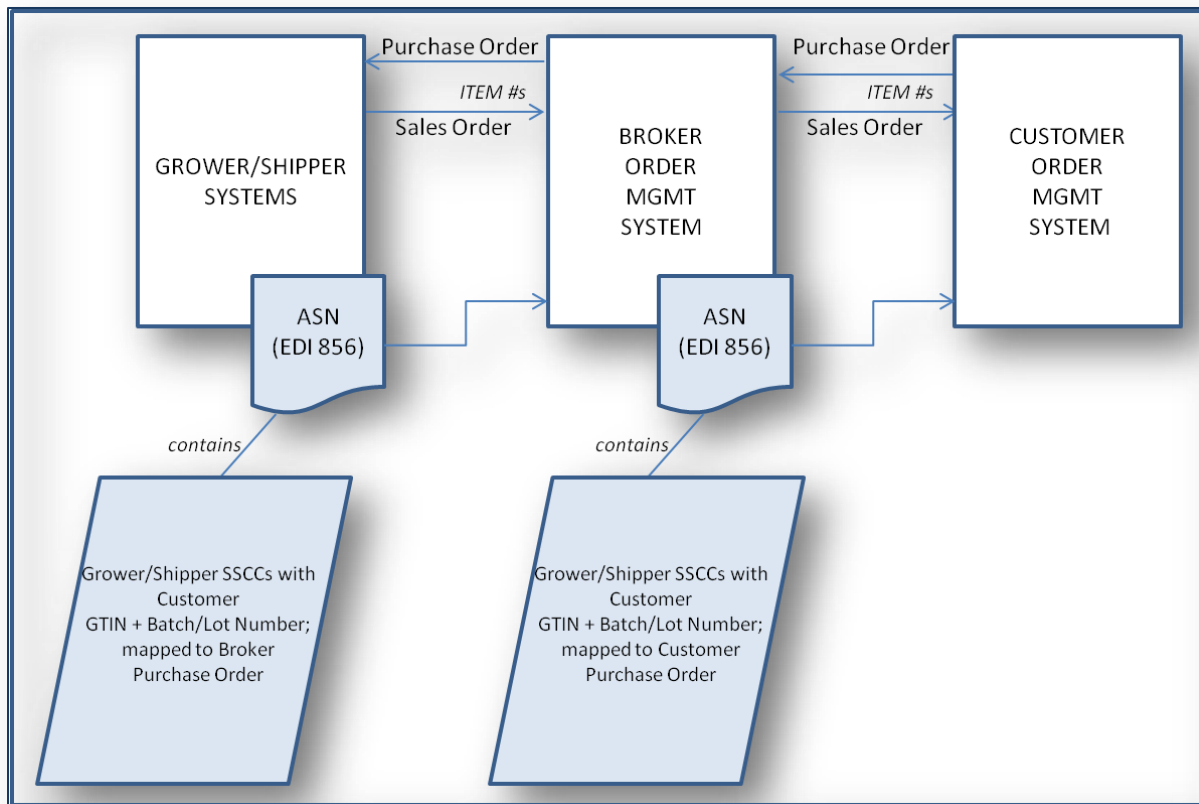 Purchase Order
ITEM #s
Sales Order
Purchase Order
ITEM #s
Sales Order
GROWER/SHIPPER
SYSTEMS
BROKER
ORDER
MGMT
SYSTEM
CUSTOMER
ORDER
MGMT
SYSTEM
ASN
(EDI 856)
ASN
(EDI 856)
contains
contains
Grower/Shipper SSCCs with
Customer
GTIN + Batch/Lot Number;
mapped to Broker
Purchase Order
Grower/Shipper SSCCs with
Customer
GTIN + Batch/Lot Number;
mapped to Customer
Purchase Order